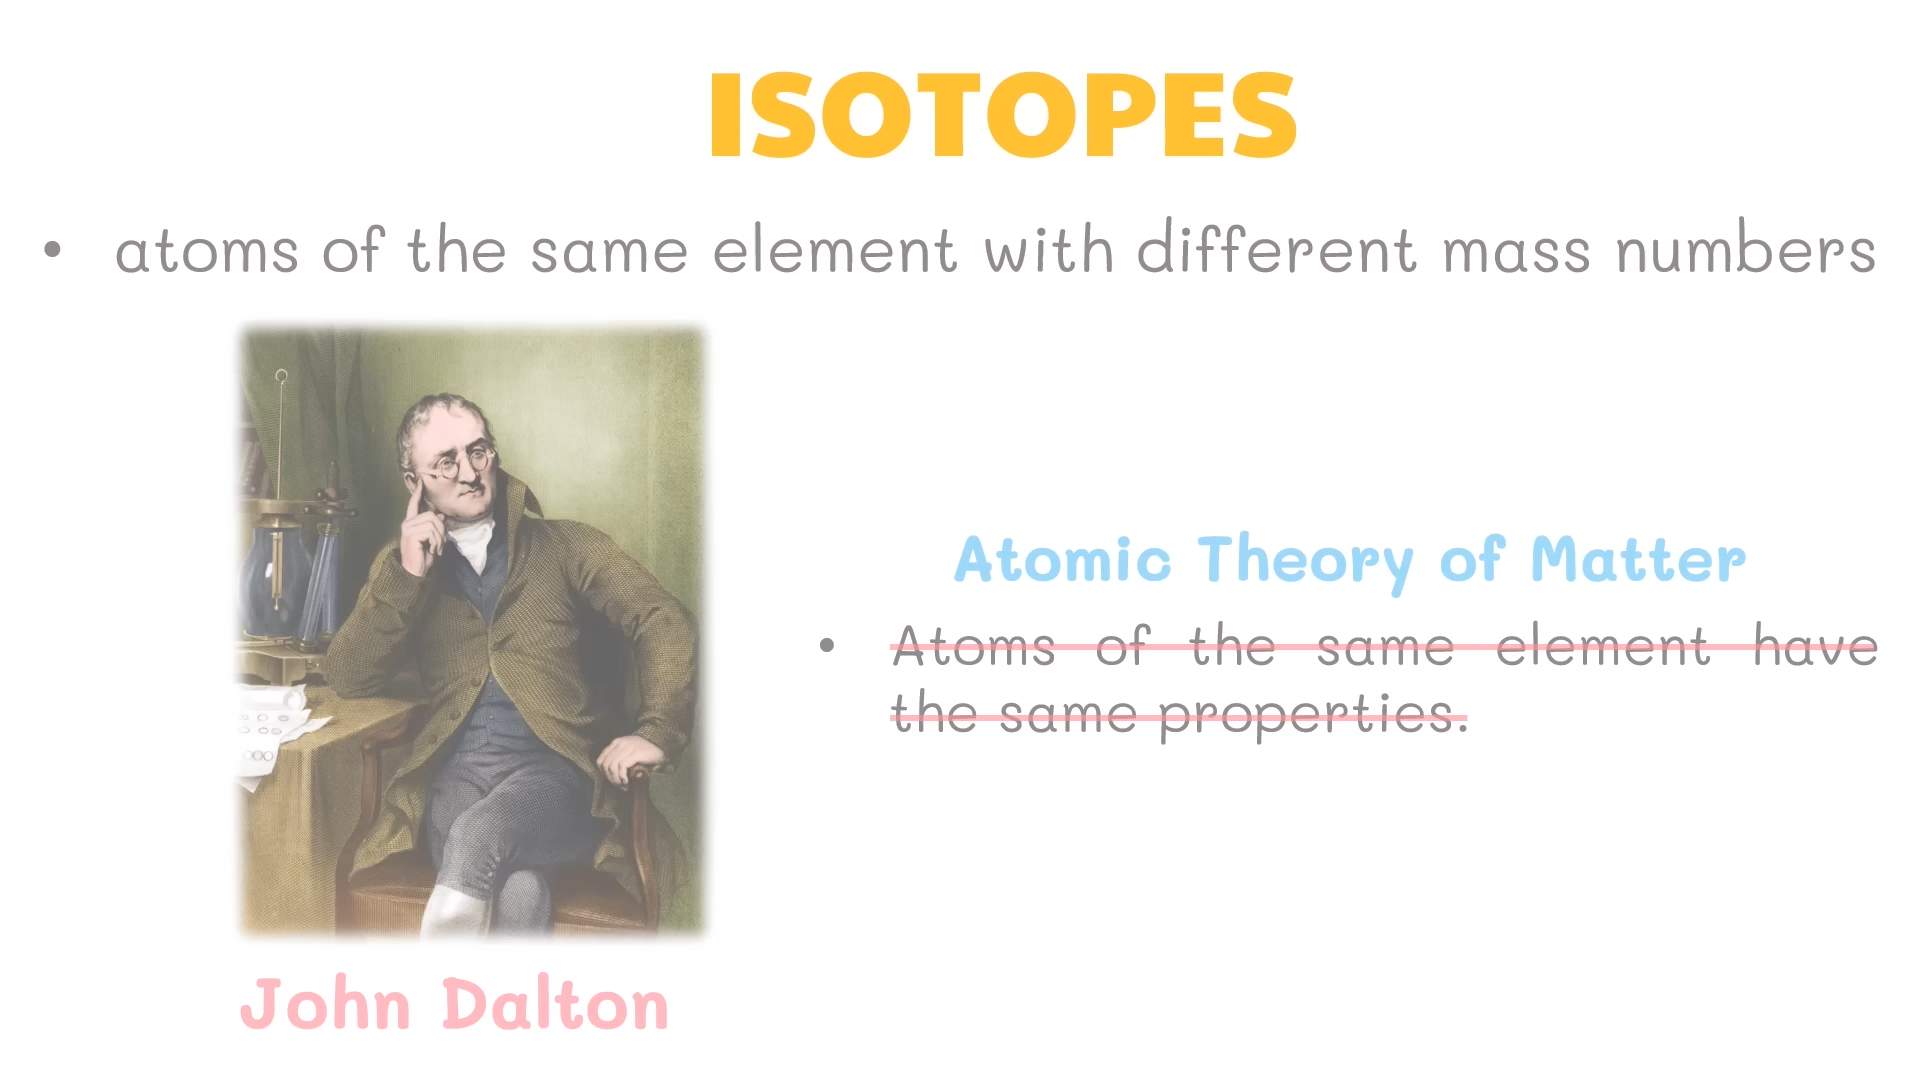 ISOTOPES
• atoms of the same element with different mass numbers
Atomic Theory of Matter
• Atoms of the same element have
the same properties.
John Dalton